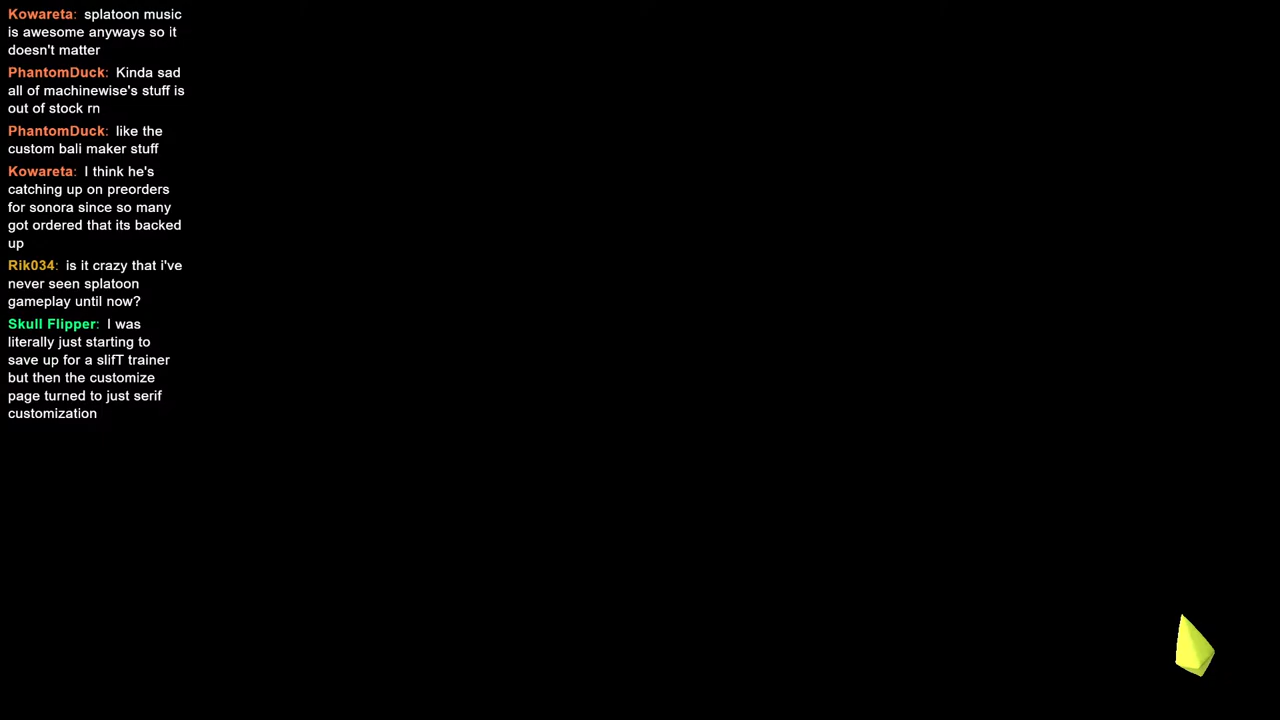 Kowareta: splatoon music
is awesome anyways so it
doesn't matter
PhantomDuck: Kinda sad
all of machinewise's stuff is
out of stock rn
PhantomDuck: like the
custom bali maker stuff
Kowareta: I think he's
catching up on preorders
for sonora since so many
got ordered that its backed
up
Rik034: is it crazy that i've
never seen splatoon
gameplay until now?
Skull Flipper: I was
literally just starting to
save up for a slifT trainer
but then the customize
page turned to just serif
customization